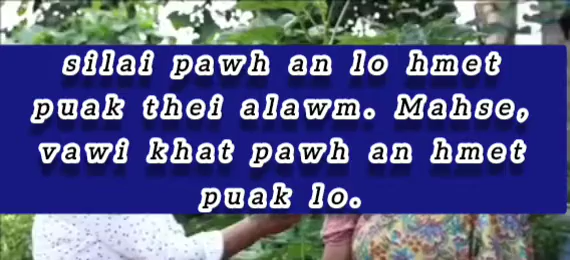 silai pawh an lo hmet
puak thei alawm. Mahse,
vawi khat pawh an hmet
puak lo.